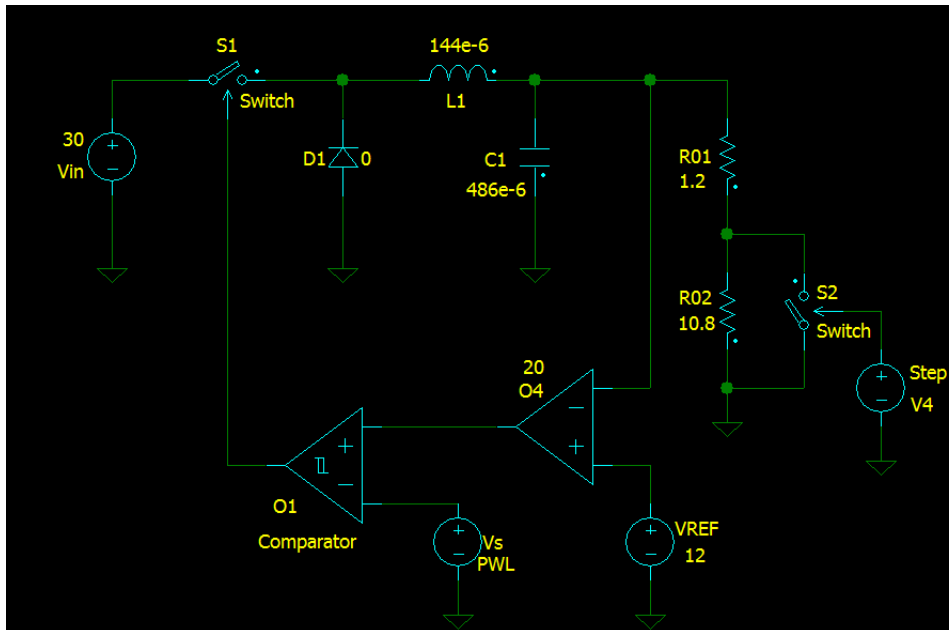 S1
144e-6
Switch
L1
30
Vin
D1
0
C1
486e-6
R01
1.2
R02
10.8
S2
Switch
20
O4
Step
V4
O1
Comparator
Vs
PWL
VREF
12